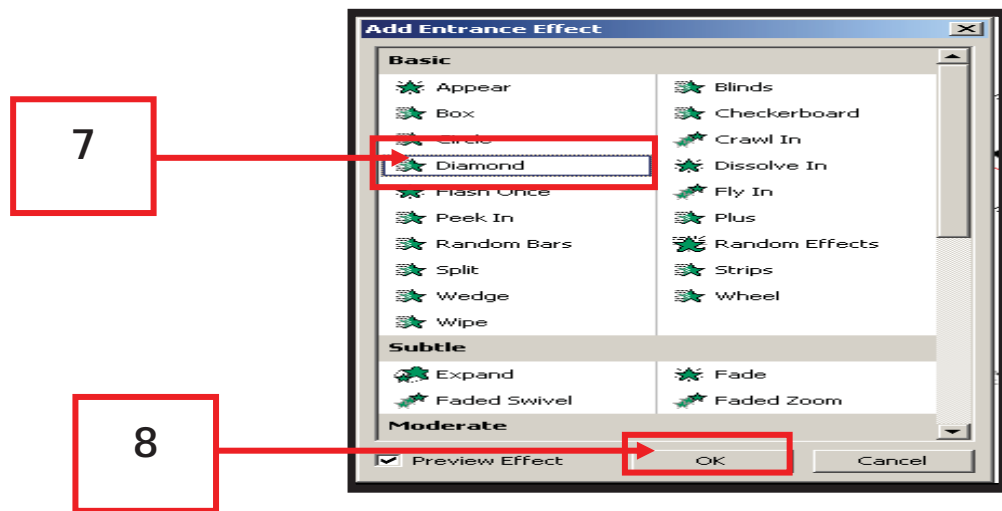 Add Entrance Effect
Basic
Appear Blinds
Box Checkerboard
7
Circle Crawl In
Diamond Dissolve In
Flash Once Fly In
Peek In Plus
Random Bars Random Effects
Split Strips
Wedge Wheel
Wipe
Subtle
Expand Fade
Faded Swivel Faded Zoom
Moderate
8
Preview Effect OK Cancel